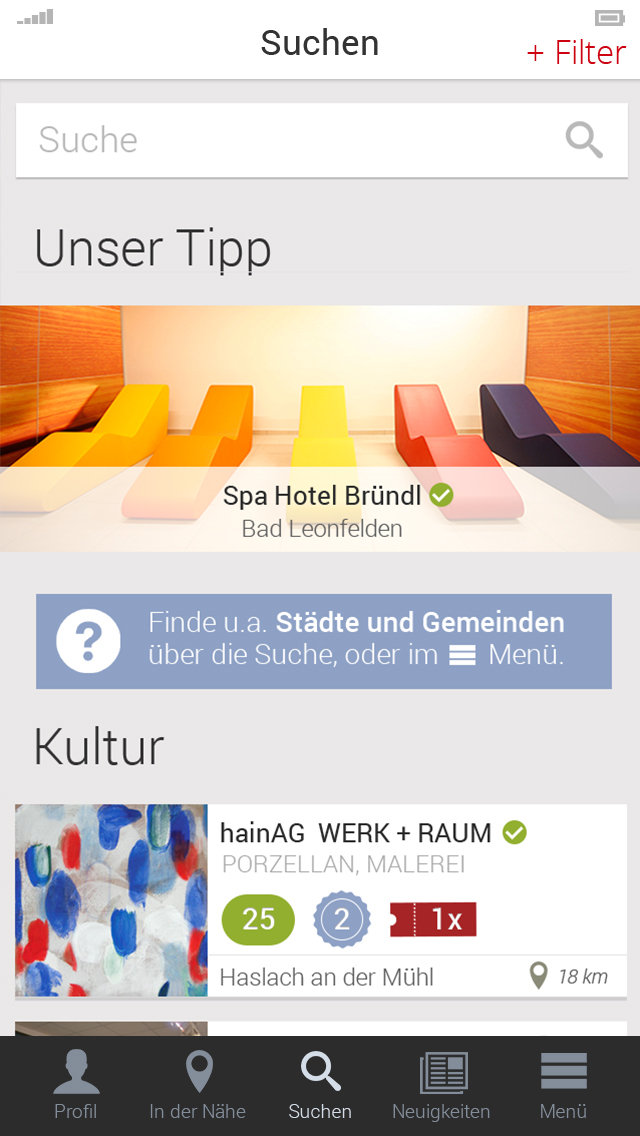 Suchen
+ Filter
Suche
Unser Tipp
Spa Hotel Bründl
Bad Leonfelden
?
Finde u.a. Städte und Gemeinden
über die Suche, oder im Menü.
Kultur
hainAG WERK + RAUM
PORZELLAN, MALEREI
25 2 1x
Haslach an der Mühl 18 km
Profil In der Nähe Suchen Neuigkeiten Menü